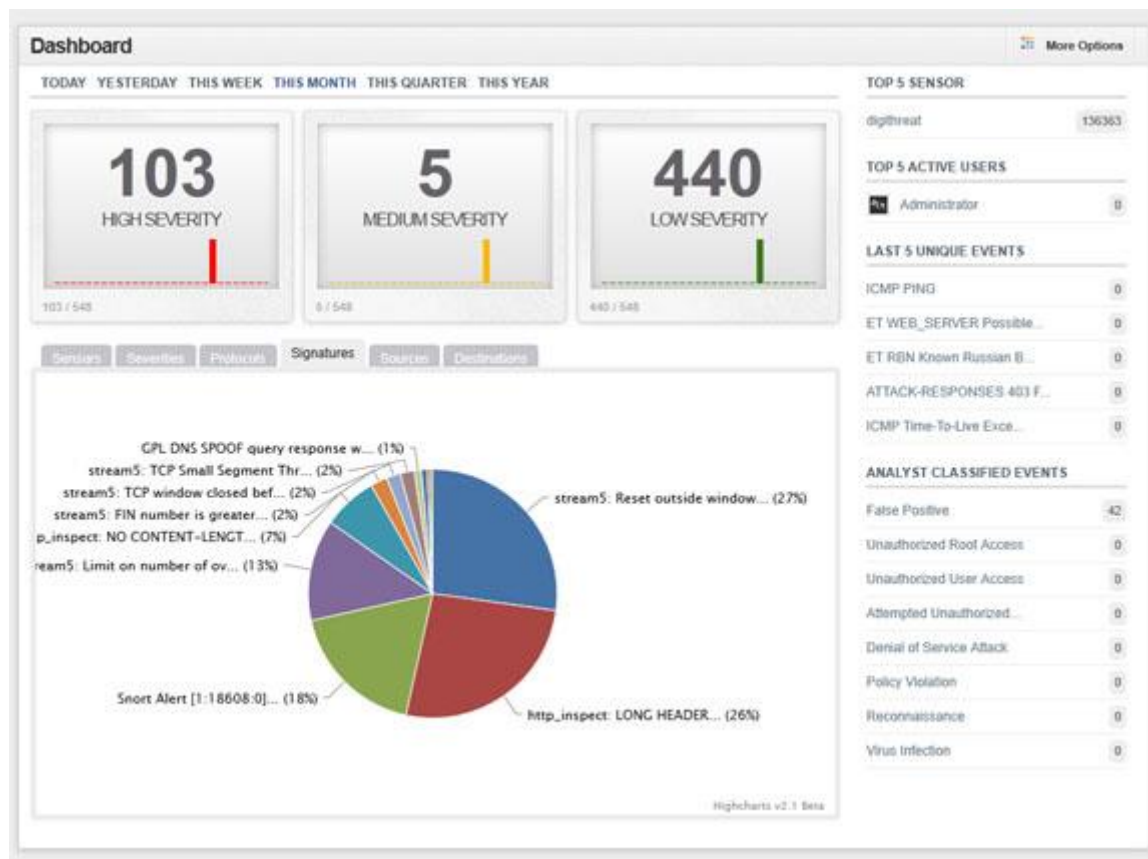 Dashboard
More Options
TODAY YESTERDAY THIS WEEK THIS MONTH THIS QUARTER THIS YEAR
103
HIGH SEVERITY
103 / 548
5
MEDIUM SEVERITY
/ 548
440
LOW SEVERITY
440 / 548
Sensors Severities Protocols Signatures Sources Destinations
GPL DNS SPOOF query response w... (1%)
stream5: TCP Small Segment Thr... (2%)
stream5: TCP window closed bef... (2%)
stream5: FIN number is greater... (2%)
p_inspect: NO CONTENT-LENGT... (7%)
ream5: Limit on number of ov... (13%)
Snort Alert [1:18608:0]... (18%)
stream5: Reset outside window... (27%)
http_inspect: LONG HEADER... (26%)
Highcharts v2.1 Beta
TOP 5 SENSOR
digithreat 136363
TOP 5 ACTIVE USERS
Administrator 0
LAST 5 UNIQUE EVENTS
ICMP PING 0
ET WEB_SERVER Possible... 0
ET RBN Known Russian B... 0
ATTACK-RESPONSES 403 F... 0
ICMP Time-To-Live Exce... 0
ANALYST CLASSIFIED EVENTS
False Positive 42
Unauthorized Root Access 0
Unauthorized User Access 0
Attempted Unauthorized... 0
Denial of Service Attack 0
Policy Violation 0
Reconnaissance 0
Virus Infection 0